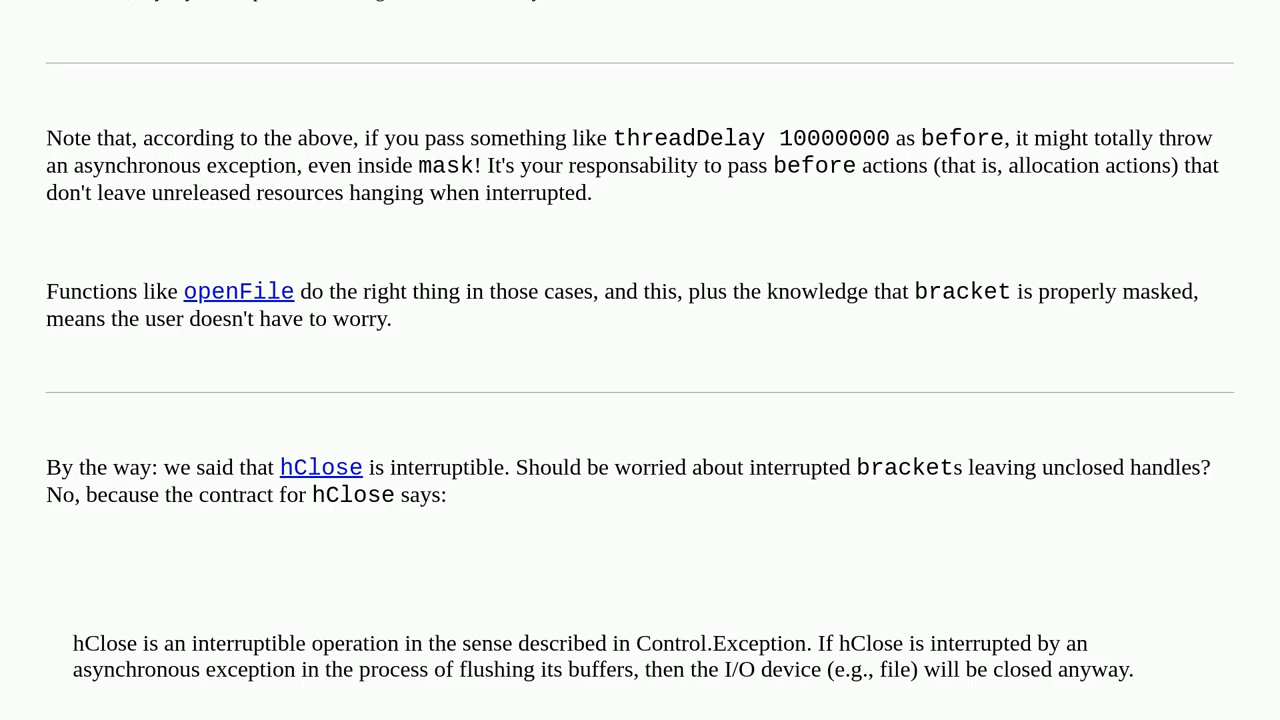 Note that, according to the above, if you pass something like threadDelay 10000000 as before, it might totally throw
an asynchronous exception, even inside mask! It's your responsability to pass before actions (that is, allocation actions) that
don't leave unreleased resources hanging when interrupted.
Functions like openFile do the right thing in those cases, and this, plus the knowledge that bracket is properly masked,
means the user doesn't have to worry.
By the way: we said that hClose is interruptible. Should be worried about interrupted brackets leaving unclosed handles?
No, because the contract for hClose says:
hClose is an interruptible operation in the sense described in Control.Exception. If hClose is interrupted by an
asynchronous exception in the process of flushing its buffers, then the I/O device (e.g., file) will be closed anyway.